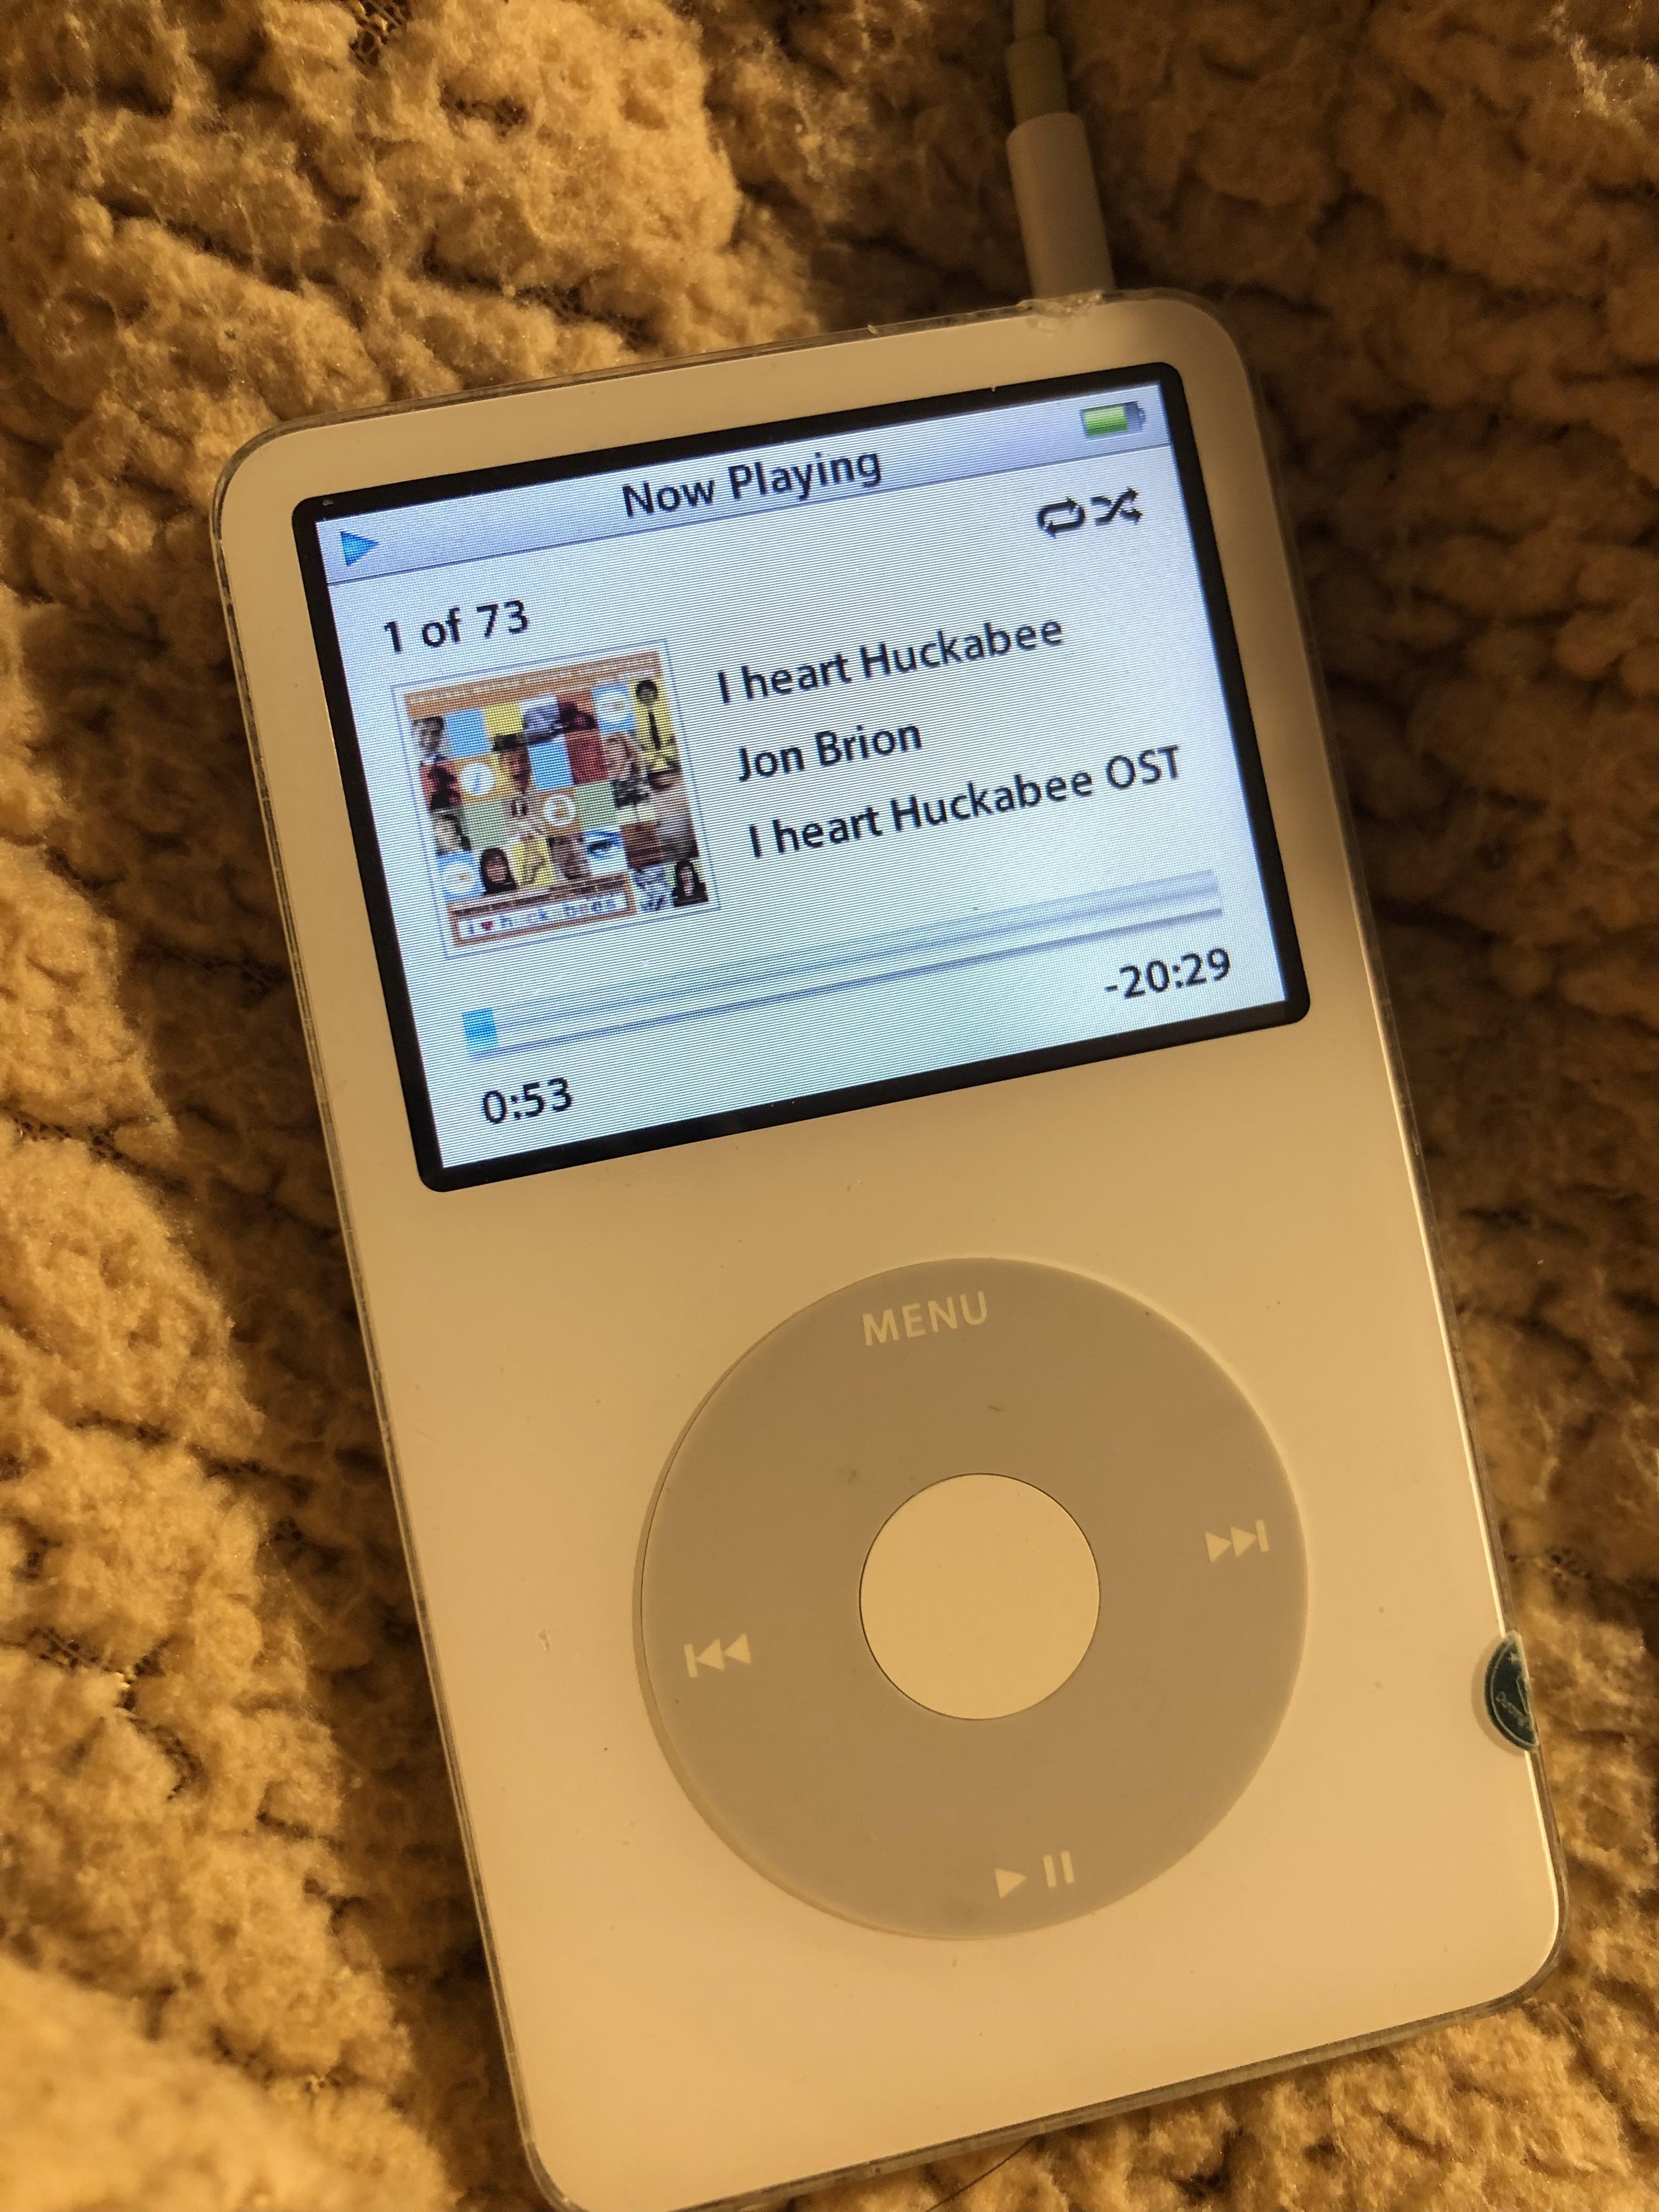 Now Playing
1 of 73
I heart Huckabee
Jon Brion
I heart Huckabee OST
0:53
-20:29
MENU